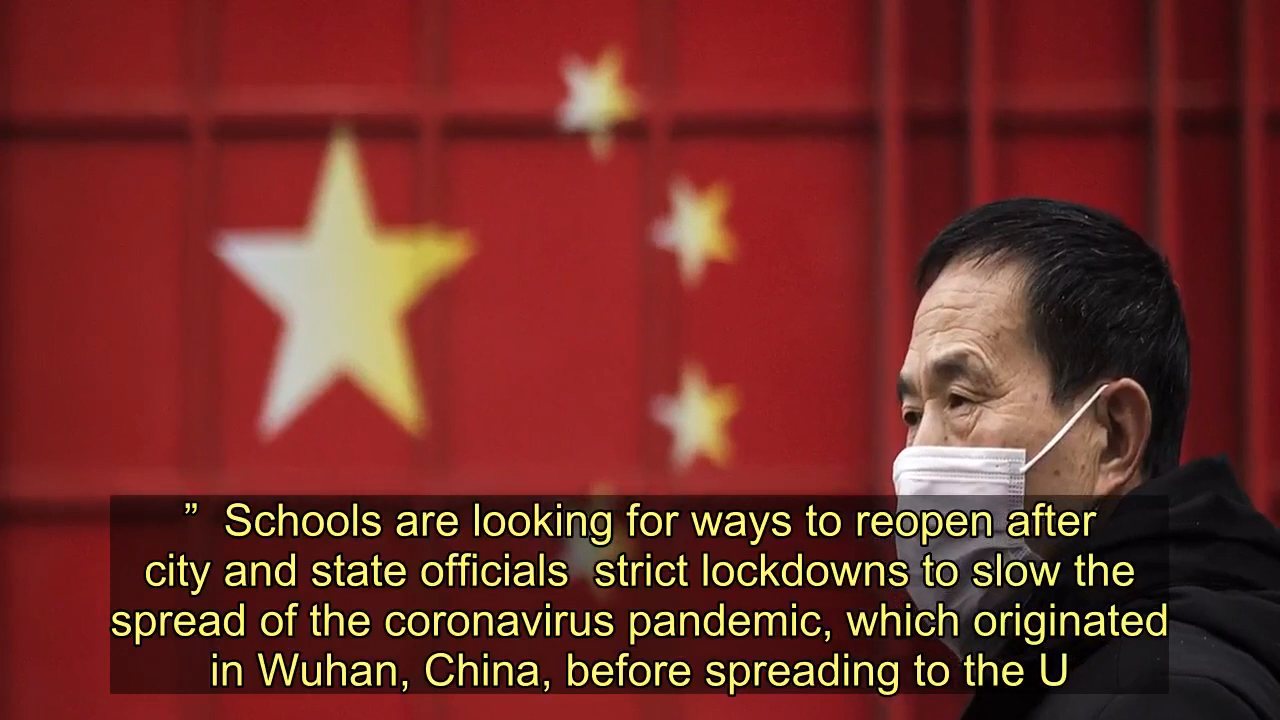 ”  Schools are looking for ways to reopen after
city and state officials  strict lockdowns to slow the
spread of the coronavirus pandemic, which originated
in Wuhan, China, before spreading to the U